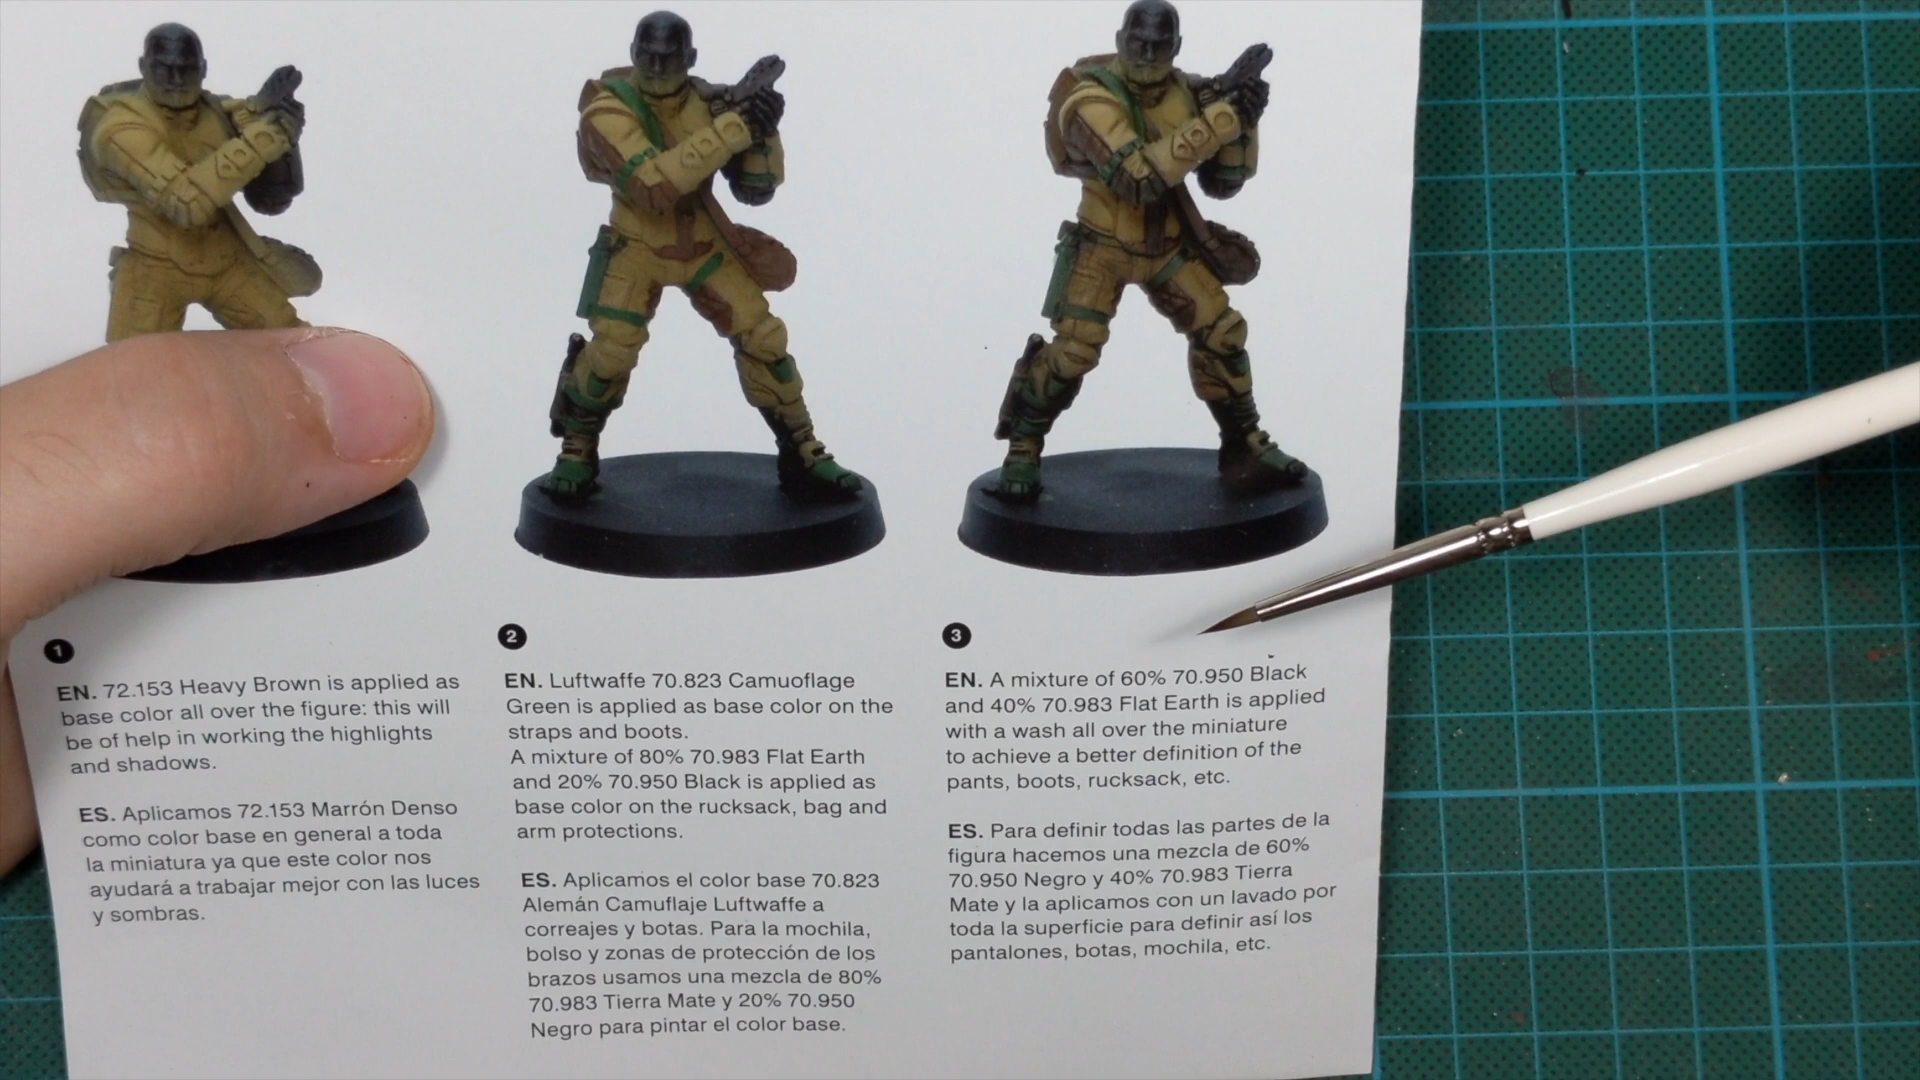 1
EN. 72.153 Heavy Brown is applied as
base color all over the figure: this will
be of help in working the highlights
and shadows.
ES. Aplicamos 72.153 Marrón Denso
como color base en general a toda
la miniatura ya que este color nos
ayudará a trabajar mejor con las luces
y sombras.
2
EN. Luftwaffe 70.823 Camuoflage
Green is applied as base color on the
straps and boots.
A mixture of 80% 70.983 Flat Earth
and 20% 70.950 Black is applied as
base color on the rucksack, bag and
arm protections.
ES. Aplicamos el color base 70.823
Alemán Camuflaje Luftwaffe a
correajes y botas. Para la mochila,
bolso y zonas de protección de los
brazos usamos una mezcla de 80%
70.983 Tierra Mate y 20% 70.950
Negro para pintar el color base.
3
EN. A mixture of 60% 70.950 Black
and 40% 70.983 Flat Earth is applied
with a wash all over the miniature
to achieve a better definition of the
pants, boots, rucksack, etc.
ES. Para definir todas las partes de la
figura hacemos una mezcla de 60%
70.950 Negro y 40% 70.983 Tierra
Mate y la aplicamos con un lavado por
toda la superficie para definir así los
pantalones, botas, mochila, etc.